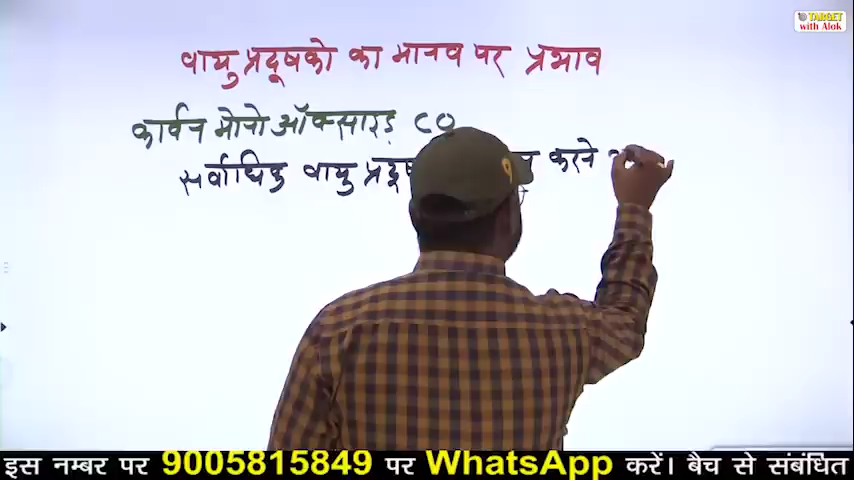 TARGET
with Alok
वायु प्रदूषको का मानव पर प्रभाव
कार्वन मोनो ऑक्साइड CO
सर्वाधिक वायु प्रदूष करने
इस नम्बर पर 9005815849 पर WhatsApp करें। बैच से संबंधित